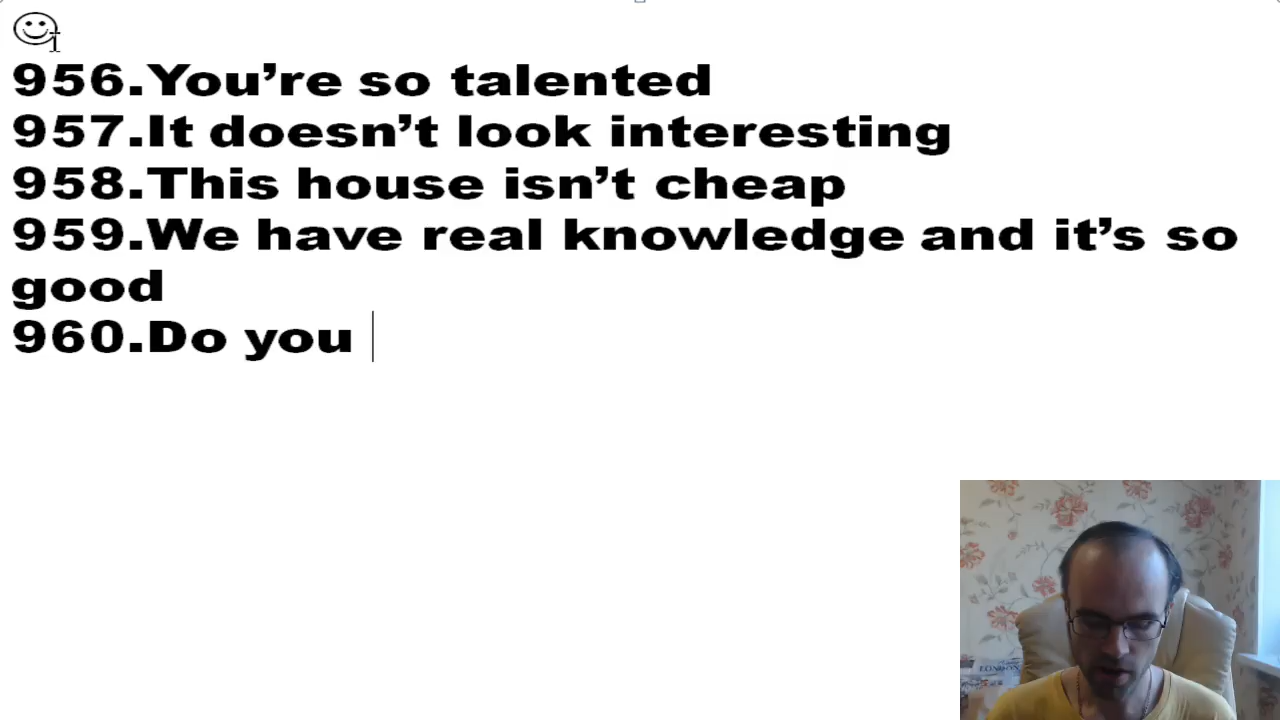 956.You’re so talented
957.It doesn’t look interesting
958.This house isn’t cheap
959.We have real knowledge and it’s so
good
960.Do you
LONDON